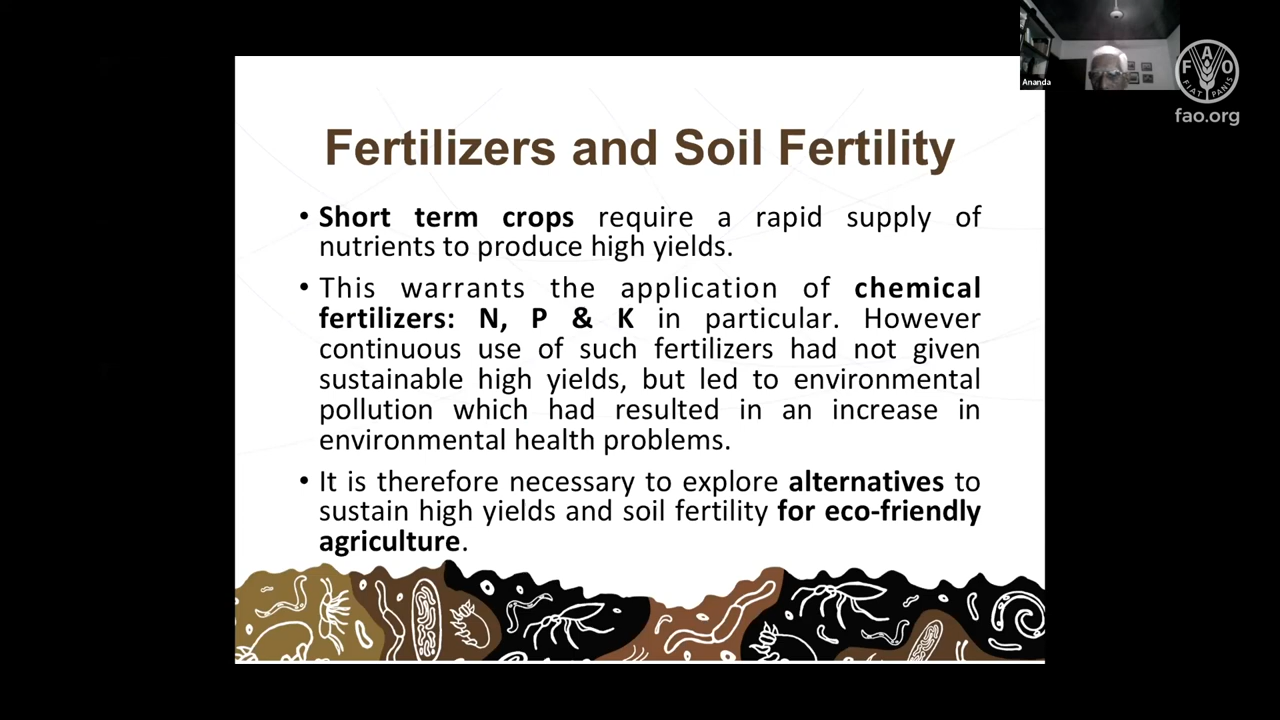 Ananda
FAO
FIAT PANIS
fao.org
Fertilizers and Soil Fertility
• Short term crops require a rapid supply of
nutrients to produce high yields.
• This warrants the application of chemical
fertilizers: N, P & K in particular. However
continuous use of such fertilizers had not given
sustainable high yields, but led to environmental
pollution which had resulted in an increase in
environmental health problems.
• It is therefore necessary to explore alternatives to
sustain high yields and soil fertility for eco-friendly
agriculture.